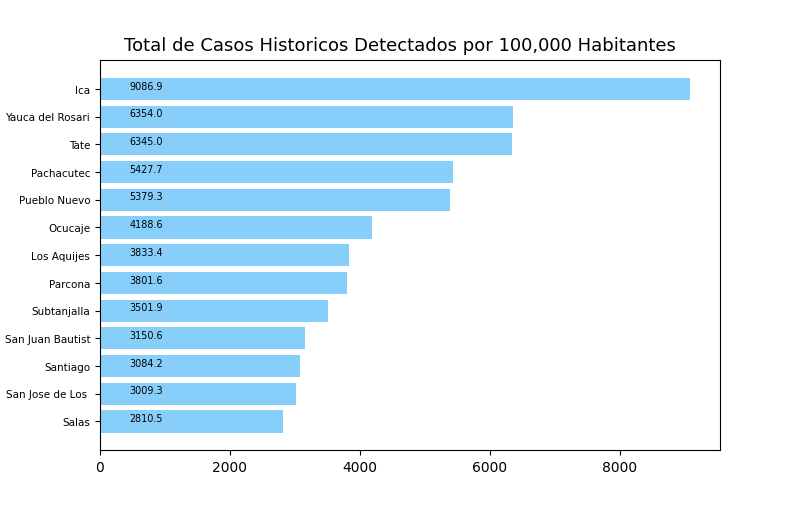 Total de Casos Historicos Detectados por 100,000 Habitantes
Ica 9086.9
Yauca del Rosari 6354.0
Tate 6345.0
Pachacutec 5427.7
Pueblo Nuevo 5379.3
Ocucaje 4188.6
Los Aquijes 3833.4
Parcona 3801.6
Subtanjalla 3501.9
San Juan Bautist 3150.6
Santiago 3084.2
San Jose de Los 3009.3
Salas 2810.5
0 2000 4000 6000 8000